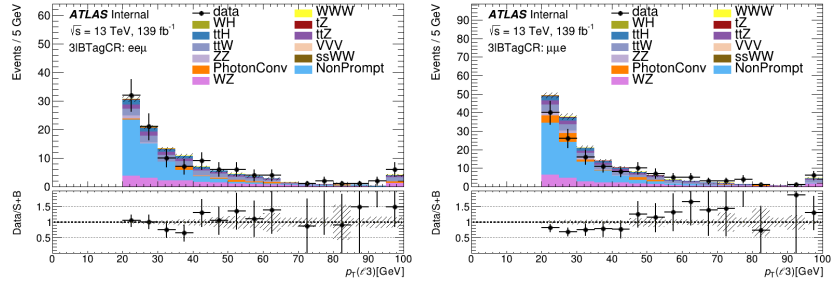 ATLAS Internal
√s = 13 TeV, 139 fb⁻¹
3lBTagCR: eeμ
data
WH
ttH
ttW
ZZ
PhotonConv
WZ
WWW
tZ
ttZ
VVV
ssWW
NonPrompt
Events / 5 GeV
60
50
40
30
20
10
0
Data/S+B
1.5
1
0.5
0 10 20 30 40 50 60 70 80 90 100
p_T(ℓ3)[GeV]
ATLAS Internal
√s = 13 TeV, 139 fb⁻¹
3lBTagCR: μμe
data
WH
ttH
ttW
ZZ
PhotonConv
WZ
WWW
tZ
ttZ
VVV
ssWW
NonPrompt
Events / 5 GeV
90
80
70
60
50
40
30
20
10
0
Data/S+B
1.5
1
0.5
0 10 20 30 40 50 60 70 80 90 100
p_T(ℓ3)[GeV]